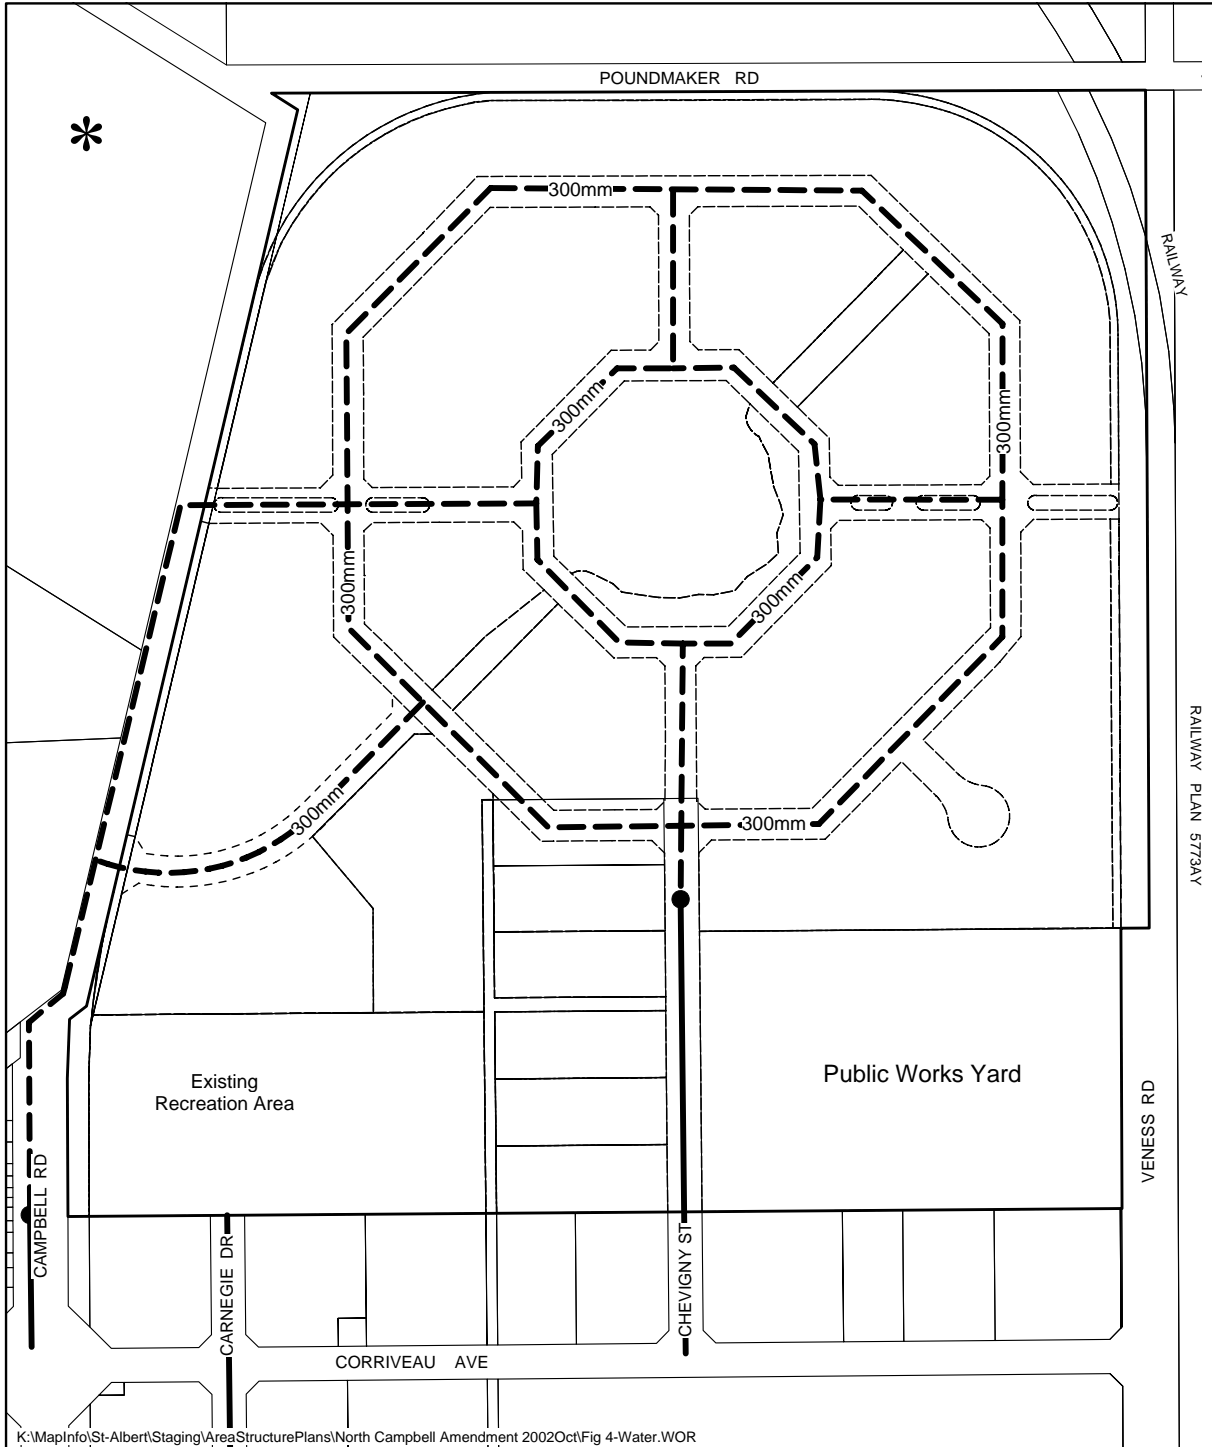 POUNDMAKER RD
*
300mm
RAILWAY
300mm
300mm
300mm
300mm
RAILWAY PLAN 5773AY
300mm
300mm
Existing
Recreation Area
Public Works Yard
VENESS RD
CAMPBELL RD
CARNEGIE DR
CHEVIGNY ST
CORRIVEAU AVE
K:\MapInfo\St-Albert\Staging\AreaStructurePlans\North Campbell Amendment 2002Oct\Fig 4-Water.WOR